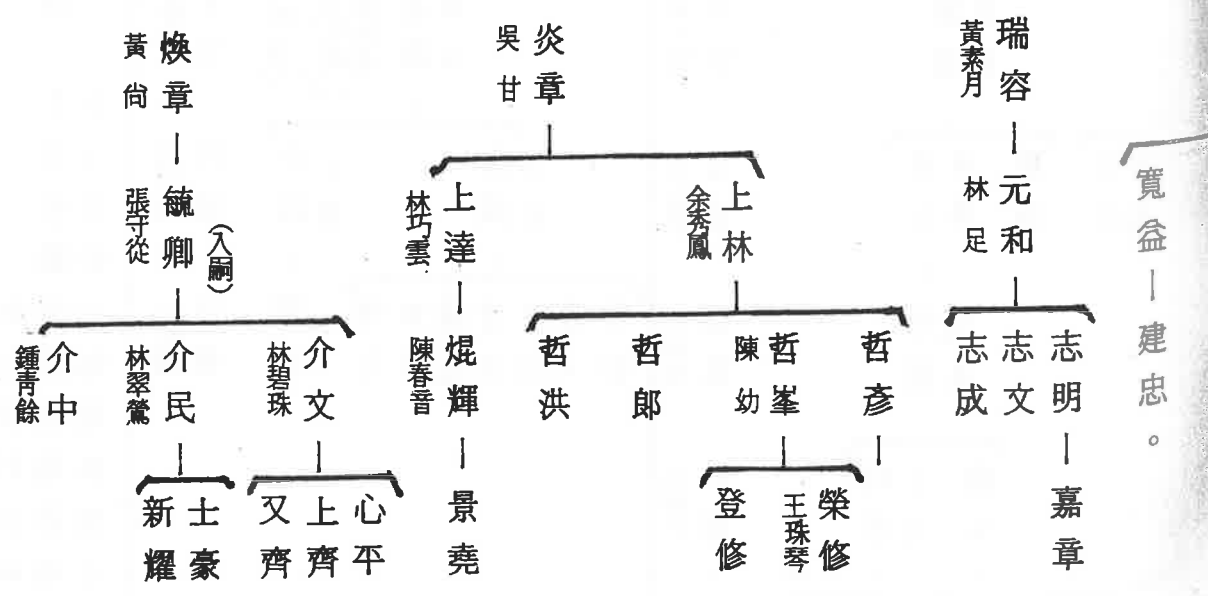 寬益—建忠。
瑞容
黃素月
元和
林足
志明
志文
志成
嘉章
炎章
吳甘
上林
余秀鳳
上達
林巧雲
哲彥
哲峯
陳幼
哲郎
哲洪
榮修
王珠琴
登修
焜輝
陳春音
景堯
煥章
黃尙
毓卿
(入嗣)
張守從
介文
林碧珠
介民
林翠鶯
介中
鍾靑餘
心平
上齊
又齊
士豪
新耀